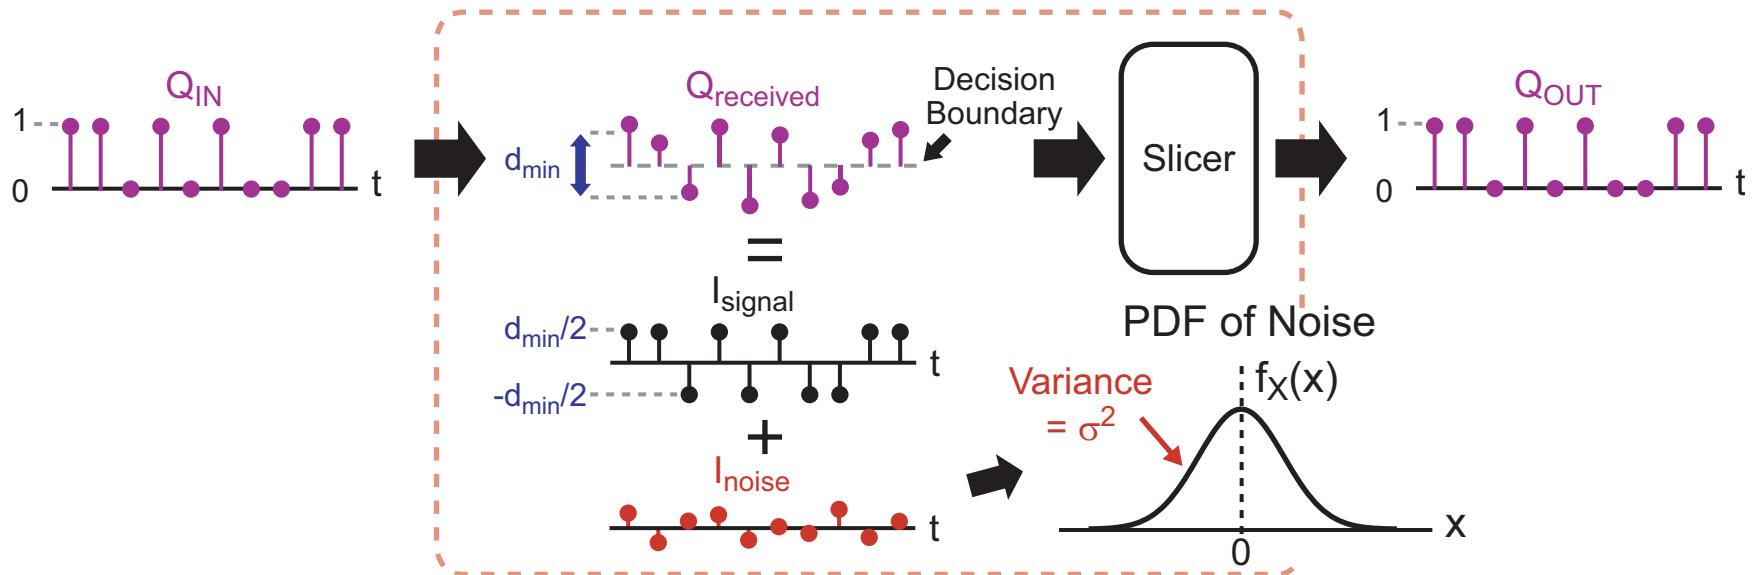 Q_IN
1
0
t
Q_received
d_min
Decision
Boundary
Slicer
Q_OUT
1
0
t
=
I_signal
d_min/2
-d_min/2
t
+
I_noise
t
PDF of Noise
Variance
= σ²
f_X(x)
x
0